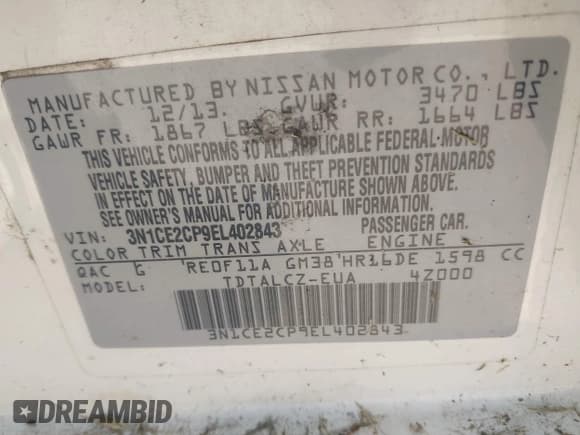 MANUFACTURED BY NISSAN MOTOR CO., LTD.
DATE: 12/13. GVWR: 3470 LBS
GAWR FR: 1867 LBS GAWR RR: 1664 LBS
THIS VEHICLE CONFORMS TO ALL APPLICABLE FEDERAL MOTOR
VEHICLE SAFETY, BUMPER AND THEFT PREVENTION STANDARDS
IN EFFECT ON THE DATE OF MANUFACTURE SHOWN ABOVE.
SEE OWNER'S MANUAL FOR ADDITIONAL INFORMATION.
VIN: 3N1CE2CP9EL402843 PASSENGER CAR.
COLOR TRIM TRANS AXLE ENGINE
QAC G RE0F11A GM38 HR16DE 1598 CC
MODEL: TDTALCZ-EUA 4Z000
3N1CE2CP9EL402843
DREAMBID